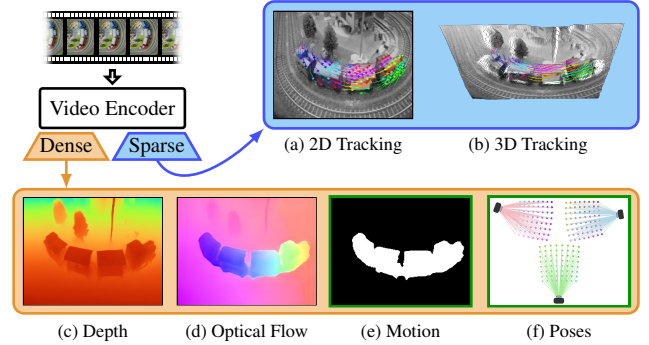 Video Encoder
Dense
Sparse
(a) 2D Tracking
(b) 3D Tracking
(c) Depth
(d) Optical Flow
(e) Motion
(f) Poses